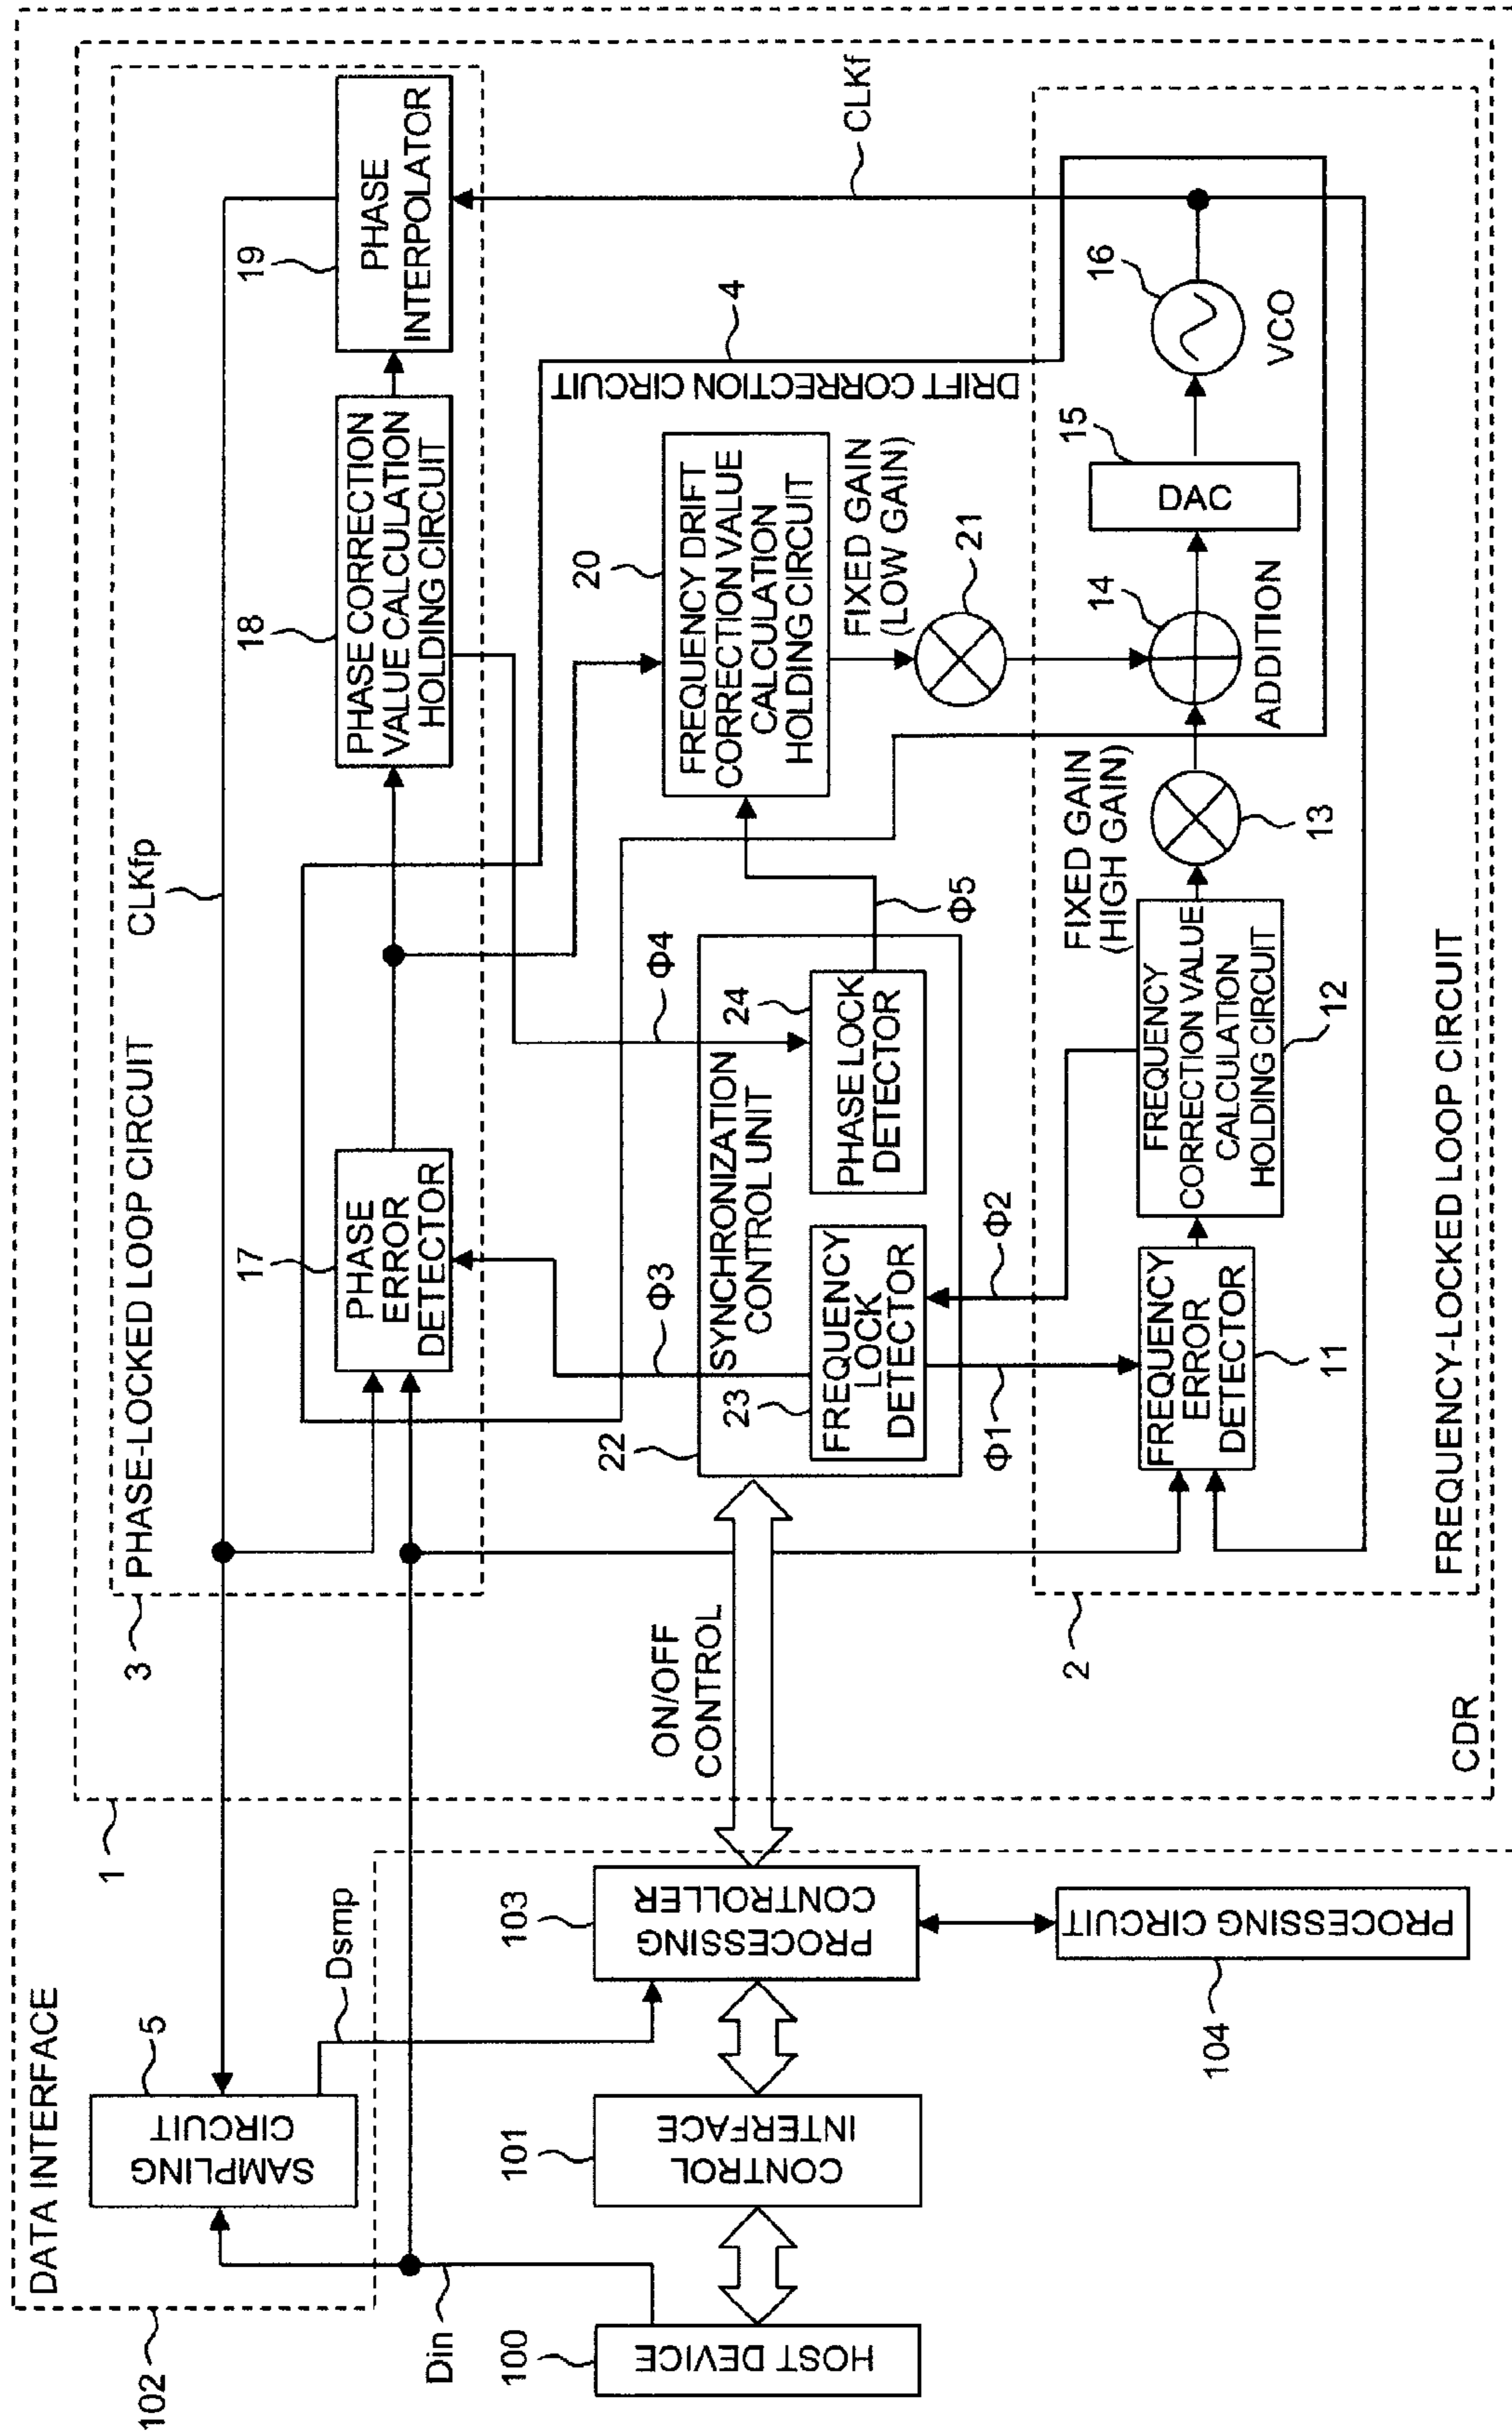 DATA INTERFACE
102
5
SAMPLING
CIRCUIT
Dsmp
Din
100
HOST DEVICE
101
CONTROL
INTERFACE
103
PROCESSING
CONTROLLER
104
PROCESSING CIRCUIT
ON/OFF
CONTROL
1
CDR
3
PHASE-LOCKED LOOP CIRCUIT
CLKfp
17
PHASE
ERROR
DETECTOR
18
PHASE CORRECTION
VALUE CALCULATION
HOLDING CIRCUIT
19
PHASE
INTERPOLATOR
Φ3
Φ4
22
SYNCHRONIZATION
CONTROL UNIT
23
FREQUENCY
LOCK
DETECTOR
24
PHASE LOCK
DETECTOR
Φ5
Φ1
Φ2
20
FREQUENCY DRIFT
CORRECTION VALUE
CALCULATION
HOLDING CIRCUIT
FIXED GAIN
(LOW GAIN)
21
4
DRIFT CORRECTION CIRCUIT
CLKf
2
FREQUENCY-LOCKED LOOP CIRCUIT
FREQUENCY
ERROR
DETECTOR
11
FREQUENCY
CORRECTION VALUE
CALCULATION
HOLDING CIRCUIT
12
FIXED GAIN
(HIGH GAIN)
13
14
ADDITION
15
DAC
16
VCO